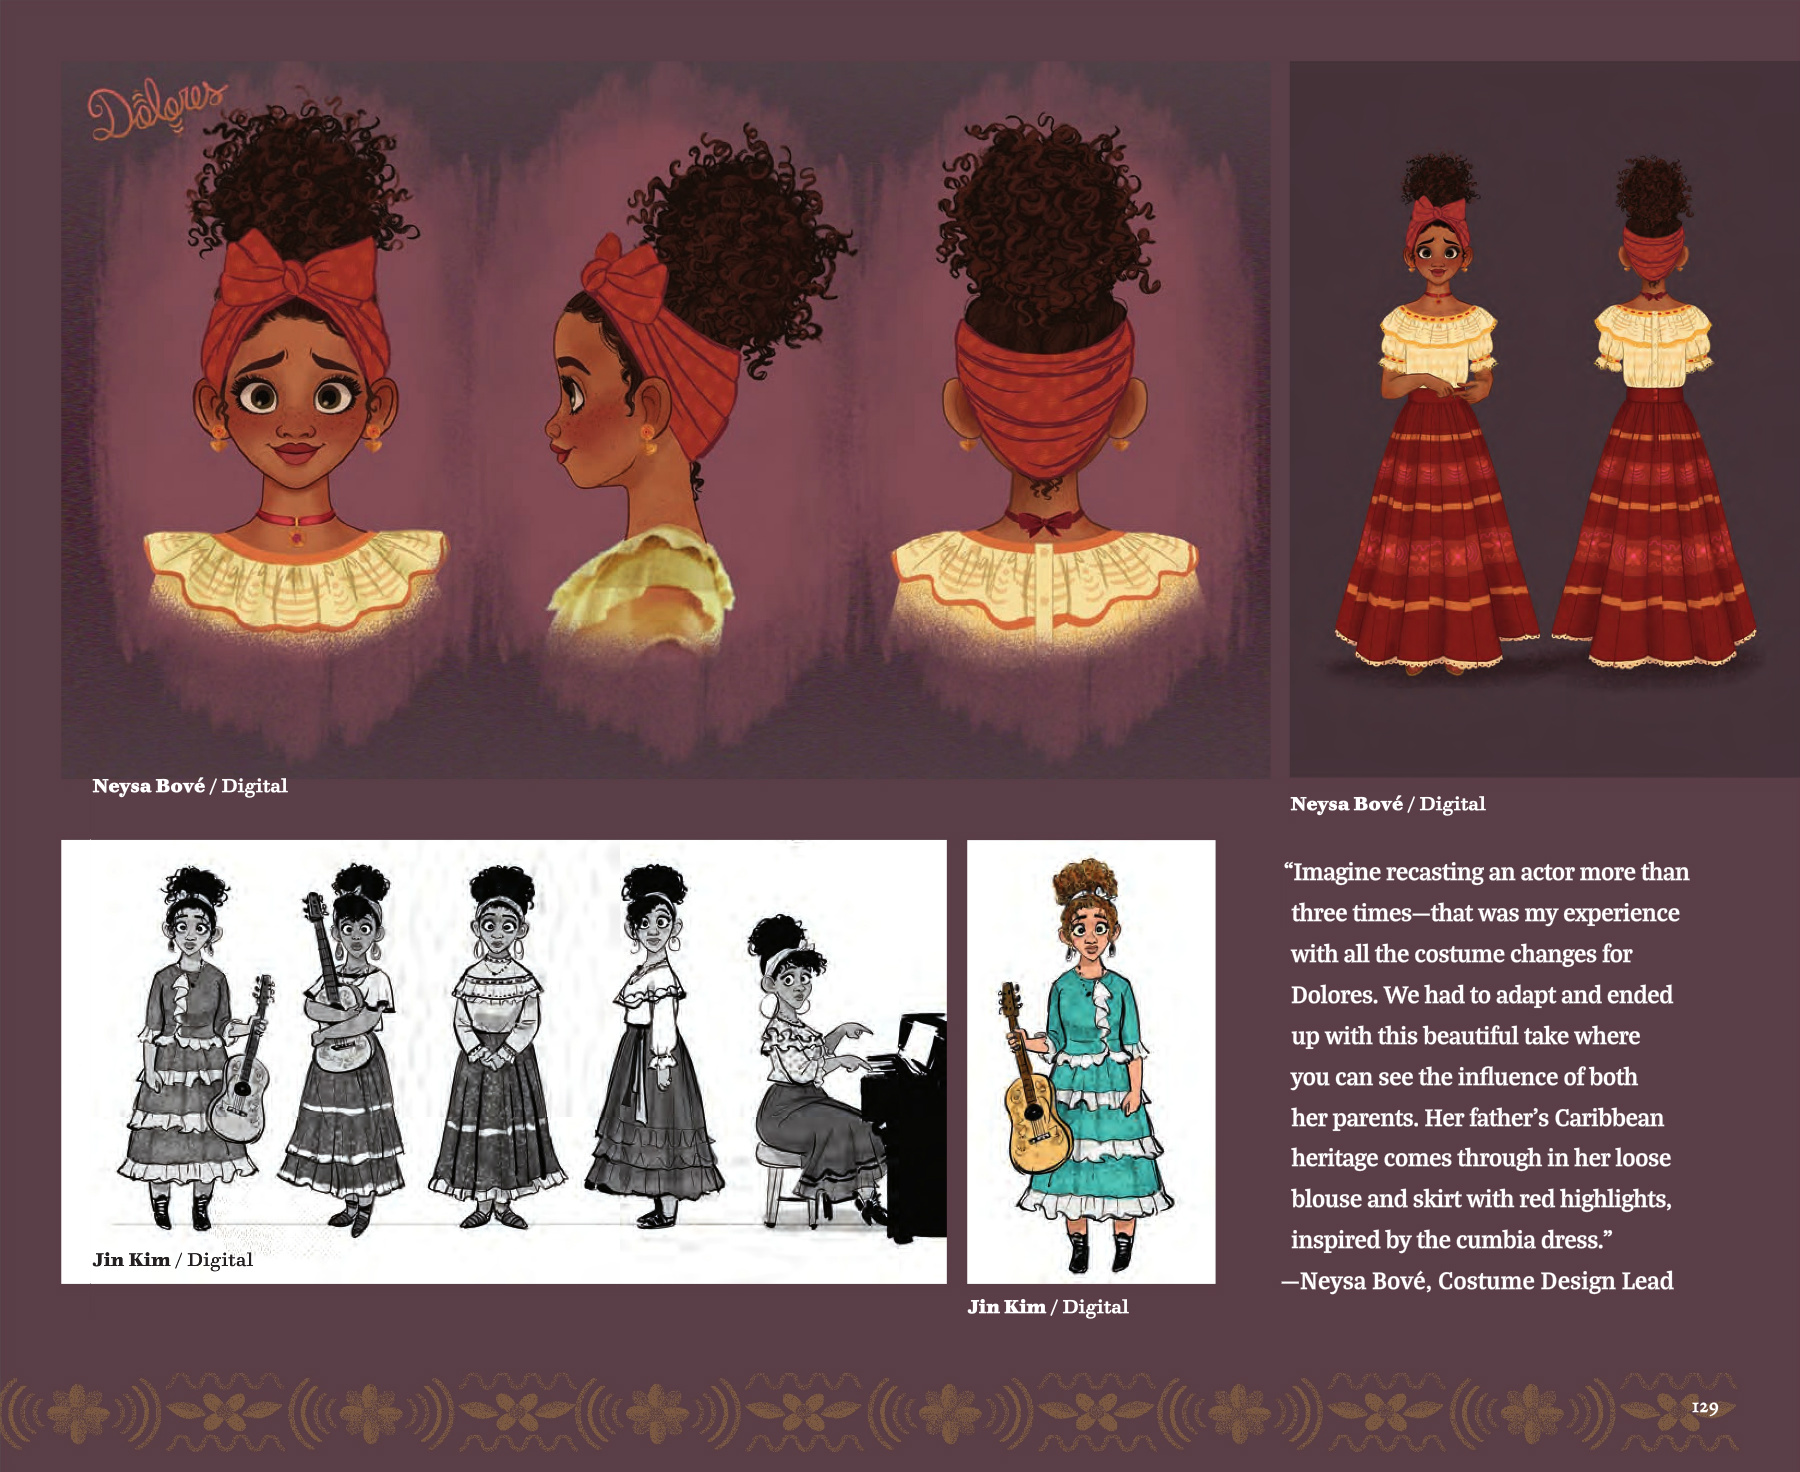 Dolores
Neysa Bové / Digital
Neysa Bové / Digital
Jin Kim / Digital
Jin Kim / Digital
“Imagine recasting an actor more than
three times—that was my experience
with all the costume changes for
Dolores. We had to adapt and ended
up with this beautiful take where
you can see the influence of both
her parents. Her father’s Caribbean
heritage comes through in her loose
blouse and skirt with red highlights,
inspired by the cumbia dress.”
—Neysa Bové, Costume Design Lead
129